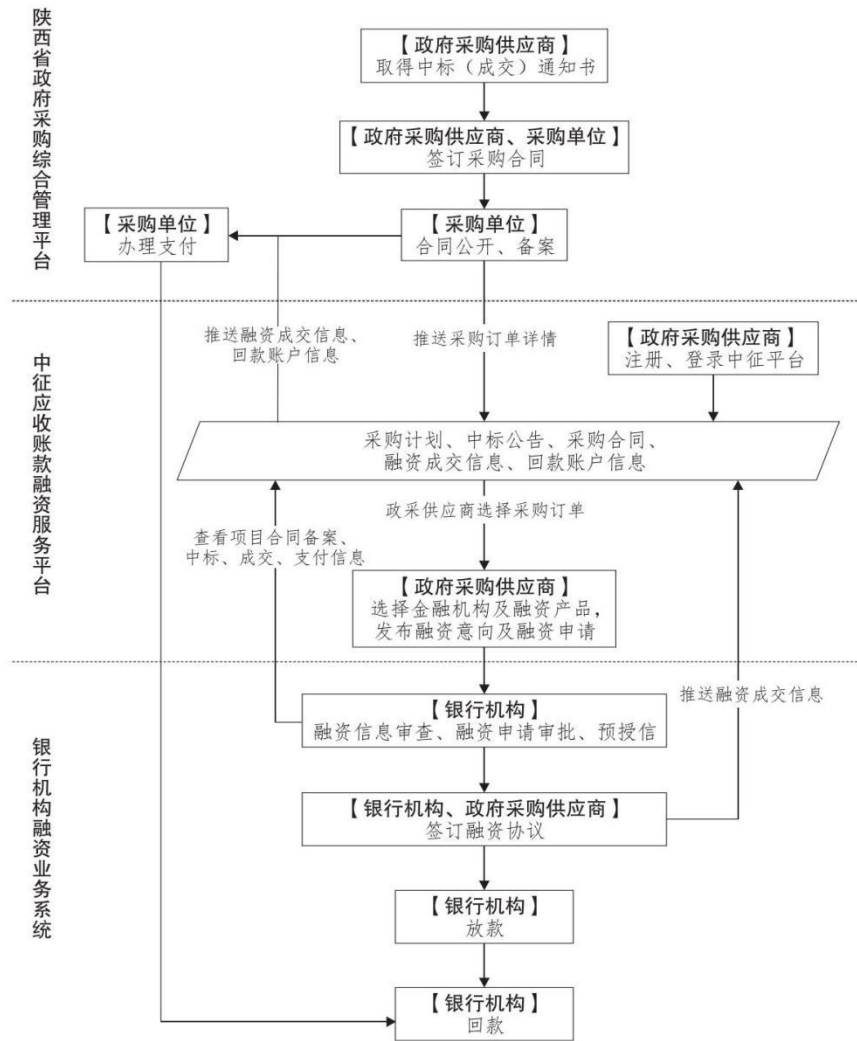 陕西省政府采购综合管理平台
【政府采购供应商】
取得中标（成交）通知书
【政府采购供应商、采购单位】
签订采购合同
【采购单位】
办理支付
【采购单位】
合同公开、备案
中征应收账款融资服务平台
推送融资成交信息、
回款账户信息
推送采购订单详情
【政府采购供应商】
注册、登录中征平台
采购计划、中标公告、采购合同、
融资成交信息、回款账户信息
政采供应商选择采购订单
查看项目合同备案、
中标、成交、支付信息
【政府采购供应商】
选择金融机构及融资产品，
发布融资意向及融资申请
银行机构融资业务系统
【银行机构】
融资信息审查、融资申请审批、预授信
推送融资成交信息
【银行机构、政府采购供应商】
签订融资协议
【银行机构】
放款
【银行机构】
回款